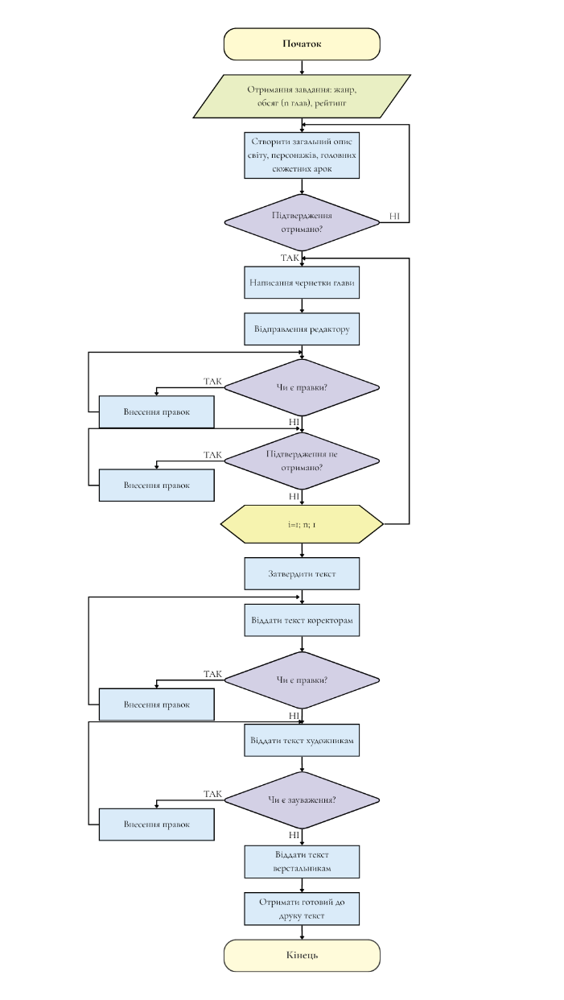 Початок
Отримання завдання: жанр,
обсяг (n глав), рейтинг
Створити загальний опис
світу, персонажів, головних
сюжетних арок
Підтвердження
отримано?
НІ
ТАК
Написання чернетки глави
Відправлення редактору
Чи є правки?
ТАК
Внесення правок
НІ
Підтвердження не
отримано?
ТАК
Внесення правок
НІ
i=1; n; 1
Затвердити текст
Віддати текст коректорам
Чи є правки?
ТАК
Внесення правок
НІ
Віддати текст художникам
Чи є зауваження?
ТАК
Внесення правок
НІ
Віддати текст
верстальникам
Отримати готовий до
друку текст
Кінець